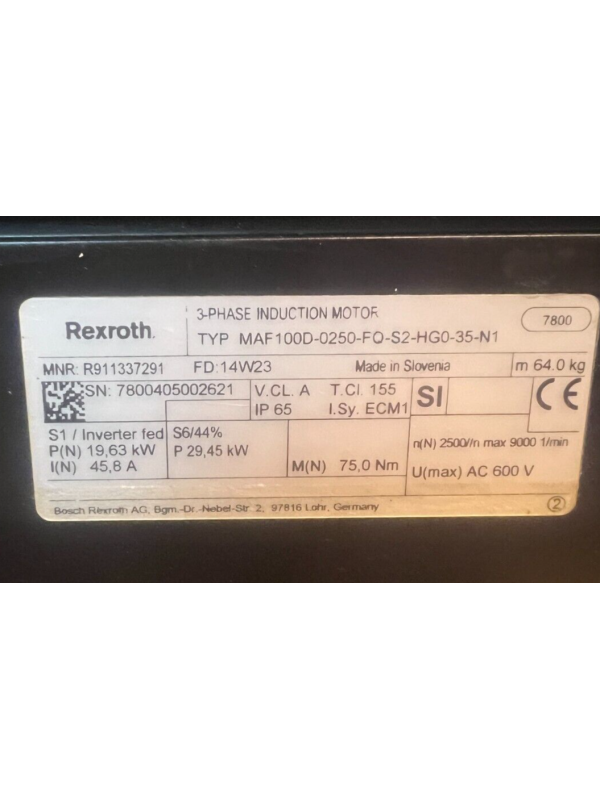 Rexroth
3-PHASE INDUCTION MOTOR
7800
TYP MAF100D-0250-FQ-S2-HG0-35-N1
MNR: R911337291 FD:14W23 Made in Slovenia m 64.0 kg
SN: 7800405002621
V.CL. A T.Cl. 155
IP 65 I.Sy. ECM1
SI
CE
S1 / Inverter fed
P(N) 19,63 kW
I(N) 45,8 A
S6/44%
P 29,45 kW
M(N) 75,0 Nm
n(N) 2500//n max 9000 1/min
U(max) AC 600 V
Bosch Rexroth AG, Bgm.-Dr.-Nebel-Str. 2, 97816 Lohr, Germany
2